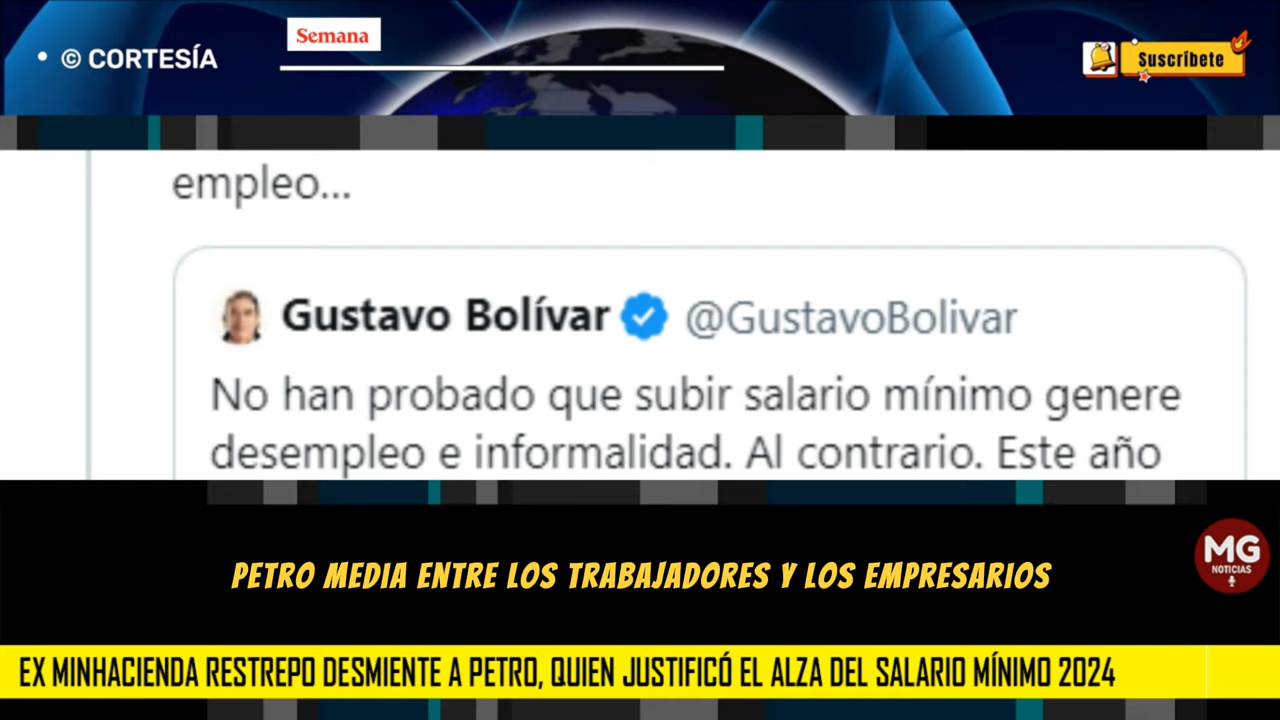 • © CORTESÍA
Semana
Suscríbete
empleo...
Gustavo Bolívar @GustavoBolivar
No han probado que subir salario mínimo genere
desempleo e informalidad. Al contrario. Este año
PETRO MEDIA ENTRE LOS TRABAJADORES Y LOS EMPRESARIOS
MG
NOTICIAS
EX MINHACIENDA RESTREPO DESMIENTE A PETRO, QUIEN JUSTIFICÓ EL ALZA DEL SALARIO MÍNIMO 2024